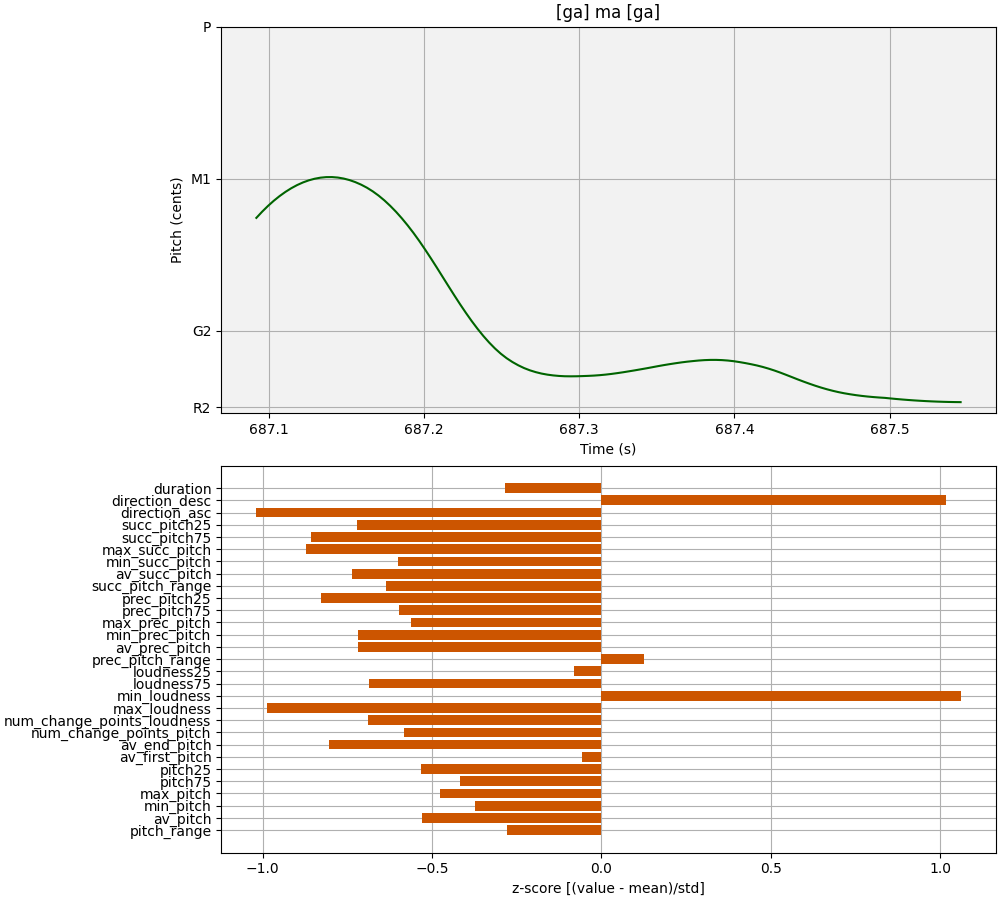 [ga] ma [ga]
P
M1
G2
R2
Pitch (cents)
687.1 687.2 687.3 687.4 687.5
Time (s)
duration
direction_desc
direction_asc
succ_pitch25
succ_pitch75
max_succ_pitch
min_succ_pitch
av_succ_pitch
succ_pitch_range
prec_pitch25
prec_pitch75
max_prec_pitch
min_prec_pitch
av_prec_pitch
prec_pitch_range
loudness25
loudness75
min_loudness
max_loudness
num_change_points_loudness
num_change_points_pitch
av_end_pitch
av_first_pitch
pitch25
pitch75
max_pitch
min_pitch
av_pitch
pitch_range
−1.0 −0.5 0.0 0.5 1.0
z-score [(value - mean)/std]